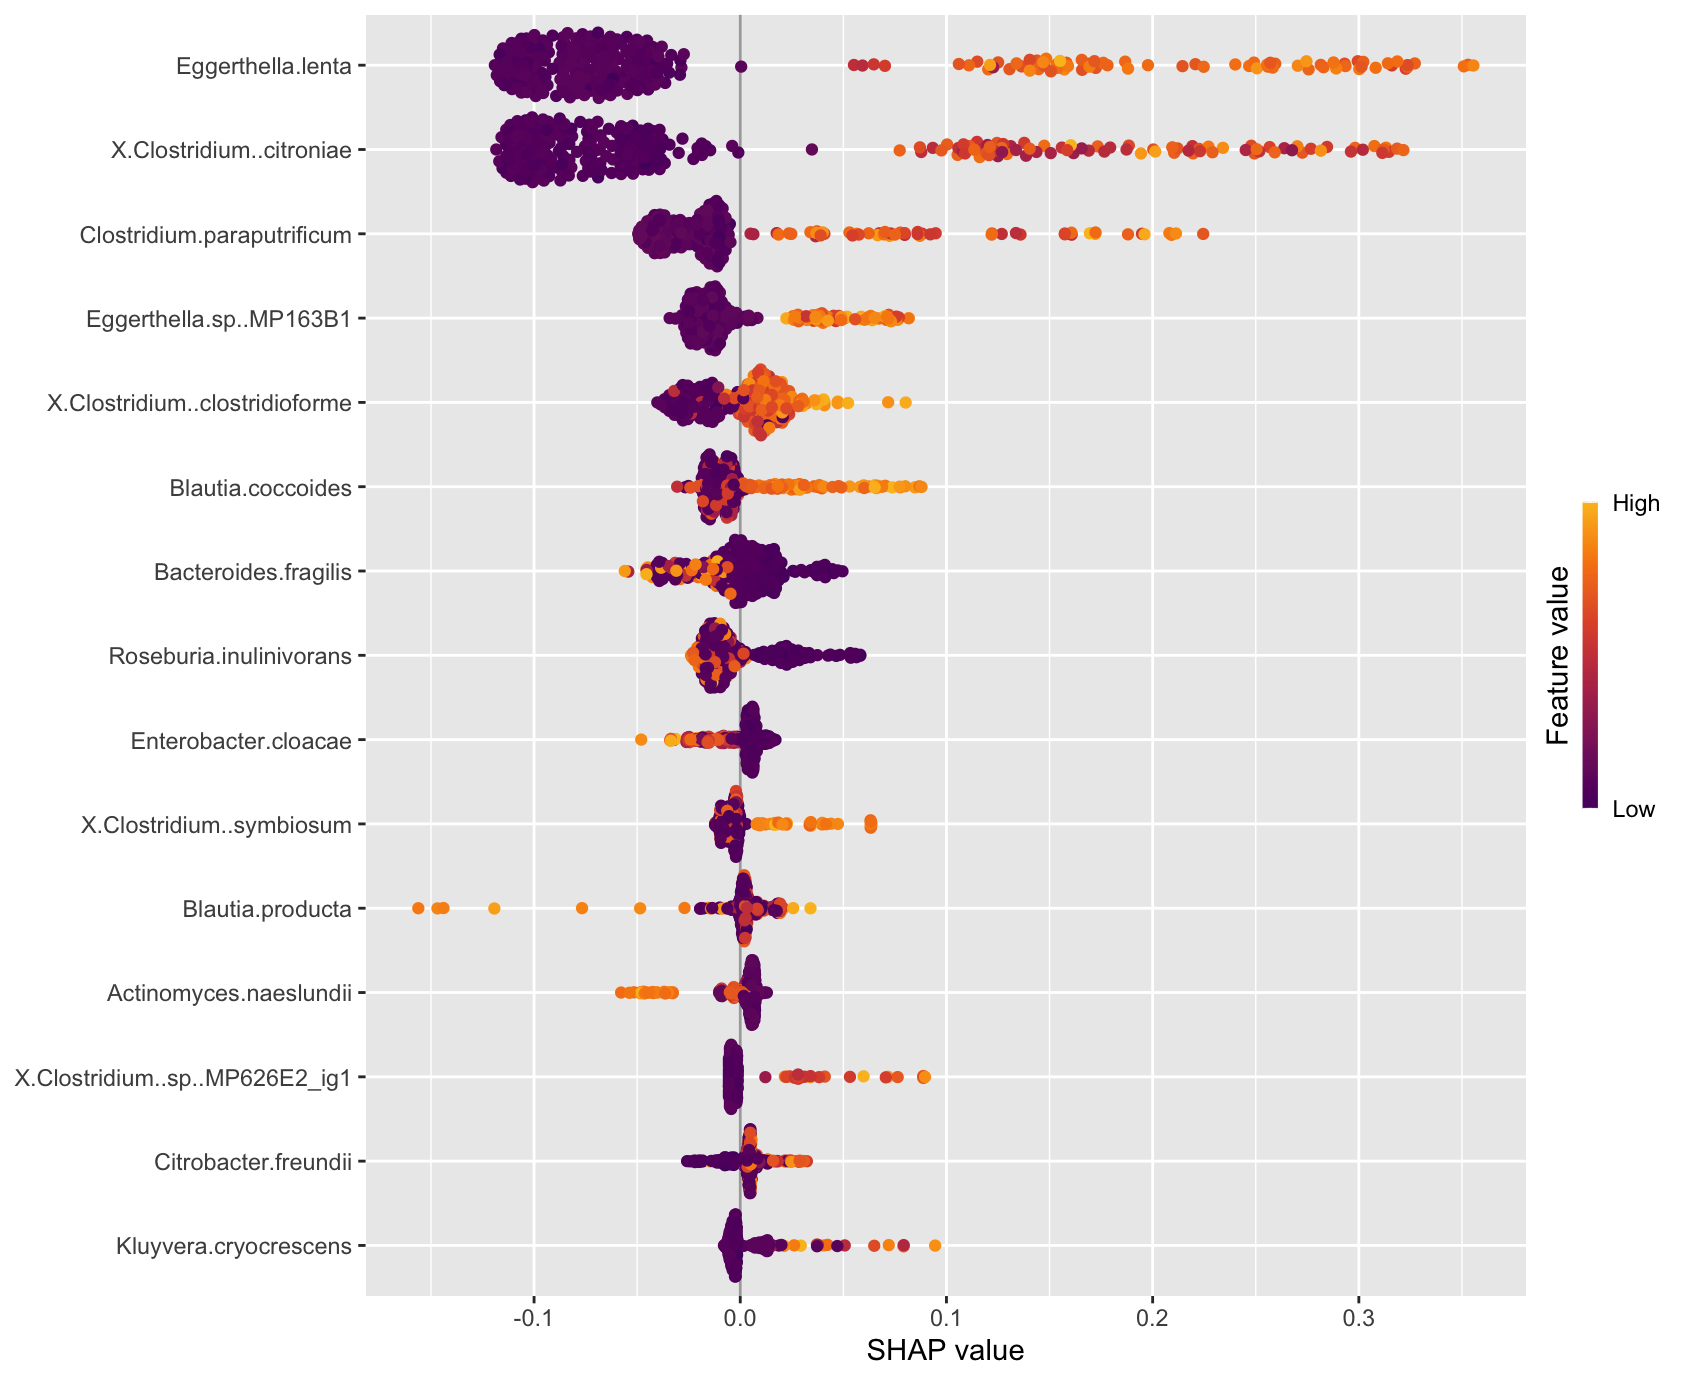 Eggerthella.lenta
X.Clostridium..citroniae
Clostridium.paraputrificum
Eggerthella.sp..MP163B1
X.Clostridium..clostridioforme
Blautia.coccoides
Bacteroides.fragilis
Roseburia.inulinivorans
Enterobacter.cloacae
X.Clostridium..symbiosum
Blautia.producta
Actinomyces.naeslundii
X.Clostridium..sp..MP626E2_ig1
Citrobacter.freundii
Kluyvera.cryocrescens
-0.1 0.0 0.1 0.2 0.3
SHAP value
High
Feature value
Low